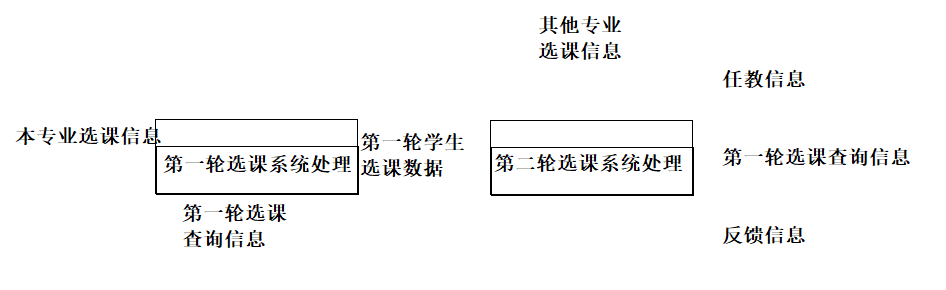 其他专业
选课信息
任教信息
本专业选课信息
第一轮选课系统处理
第一轮学生
选课数据
第二轮选课系统处理
第一轮选课查询信息
第一轮选课
查询信息
反馈信息